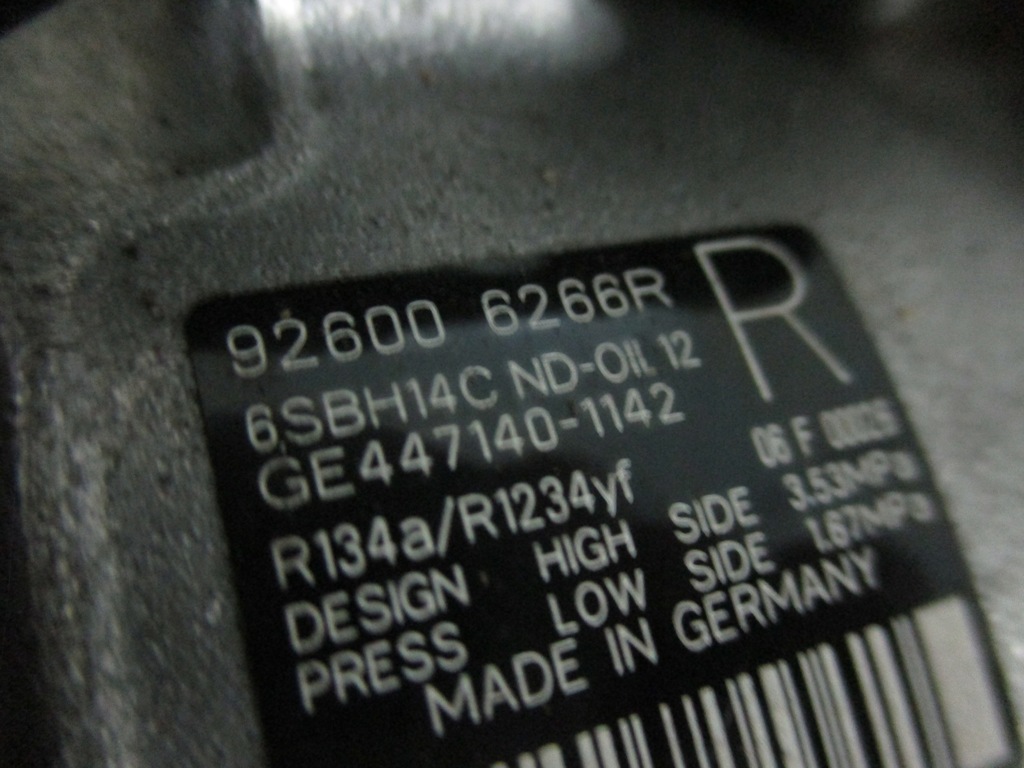 92600 6266R R
6SBH14C ND-OIL 12
GE447140-1142
06 F
R134a/R1234yf
DESIGN HIGH SIDE 3.53MPa
PRESS LOW SIDE 1.67MPa
MADE IN GERMANY